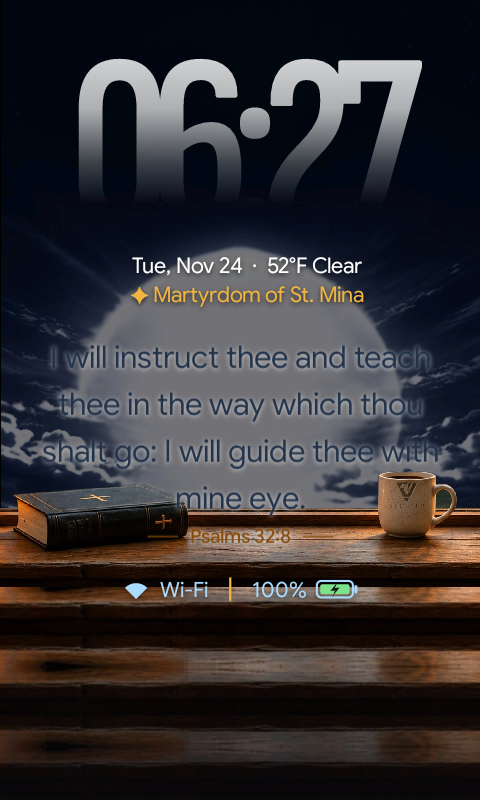 06:27
Tue, Nov 24 · 52°F Clear
Martyrdom of St. Mina
I will instruct thee and teach
thee in the way which thou
shalt go: I will guide thee with
mine eye.
Psalms 32:8
Wi-Fi | 100%